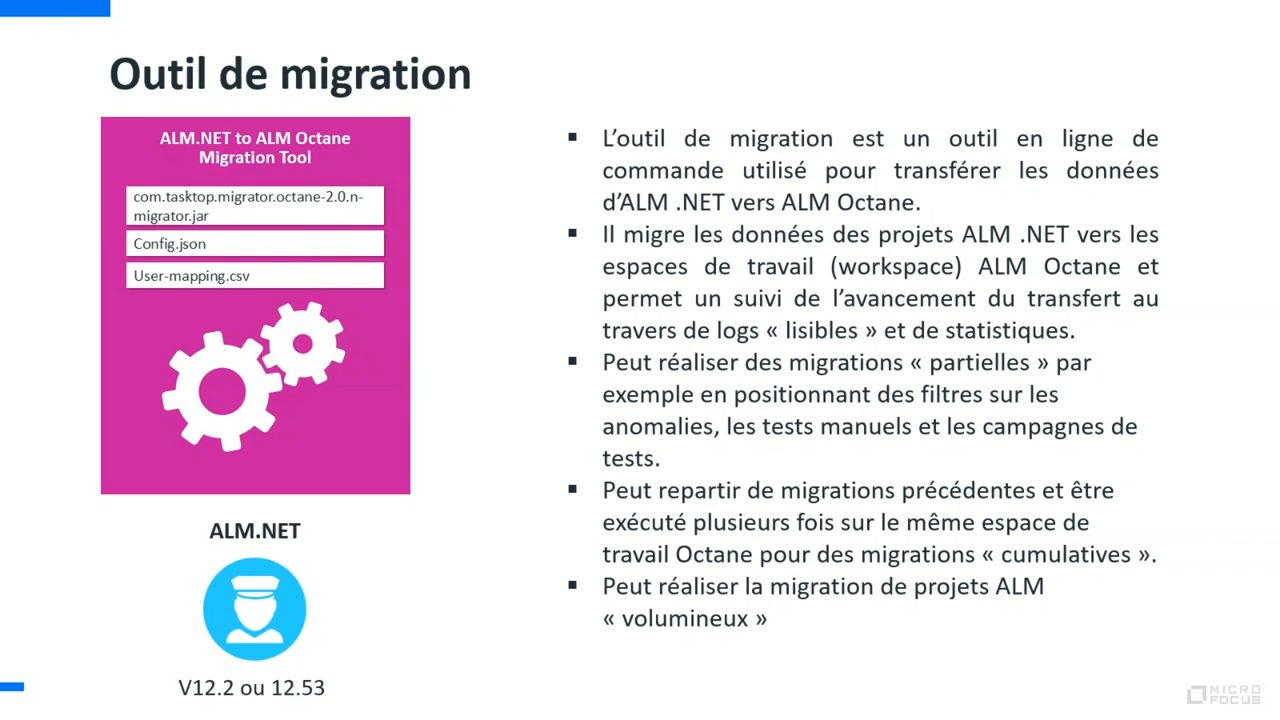 Outil de migration
ALM.NET to ALM Octane
Migration Tool
com.tasktop.migrator.octane-2.0.n-
migrator.jar
Config.json
User-mapping.csv
ALM.NET
V12.2 ou 12.53
▪ L’outil de migration est un outil en ligne de
commande utilisé pour transférer les données
d’ALM .NET vers ALM Octane.
▪ Il migre les données des projets ALM .NET vers les
espaces de travail (workspace) ALM Octane et
permet un suivi de l’avancement du transfert au
travers de logs « lisibles » et de statistiques.
▪ Peut réaliser des migrations « partielles » par
exemple en positionnant des filtres sur les
anomalies, les tests manuels et les campagnes de
tests.
▪ Peut repartir de migrations précédentes et être
exécuté plusieurs fois sur le même espace de
travail Octane pour des migrations « cumulatives ».
▪ Peut réaliser la migration de projets ALM
« volumineux »
MICRO
FOCUS